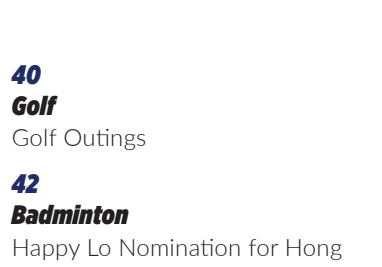 40
Golf
Golf Outings
42
Badminton
Happy Lo Nomination for Hong